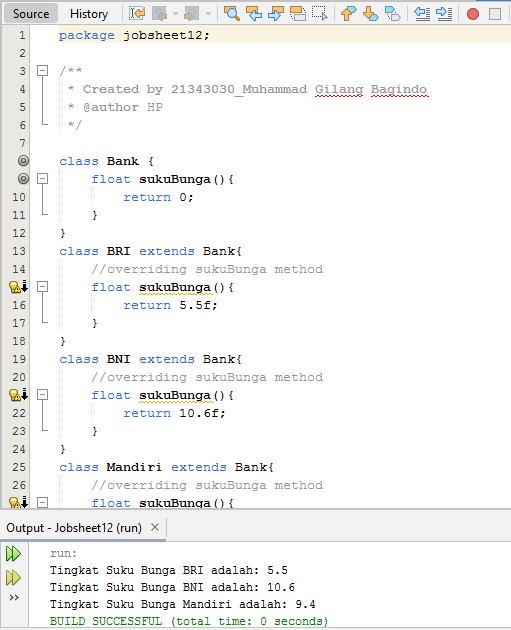 Source History
1 package jobsheet12;
2
3 /**
4 * Created by 21343030_Muhammad Gilang Bagindo
5 * @author HP
6 */
7
class Bank {
float sukuBunga(){
10 return 0;
11 }
12 }
13 class BRI extends Bank{
14 //overriding sukuBunga method
float sukuBunga(){
16 return 5.5f;
17 }
18 }
19 class BNI extends Bank{
20 //overriding sukuBunga method
float sukuBunga(){
22 return 10.6f;
23 }
24 }
25 class Mandiri extends Bank{
26 //overriding sukuBunga method
float sukuBunga(){
Output - Jobsheet12 (run) ×
run:
Tingkat Suku Bunga BRI adalah: 5.5
Tingkat Suku Bunga BNI adalah: 10.6
Tingkat Suku Bunga Mandiri adalah: 9.4
BUILD SUCCESSFUL (total time: 0 seconds)